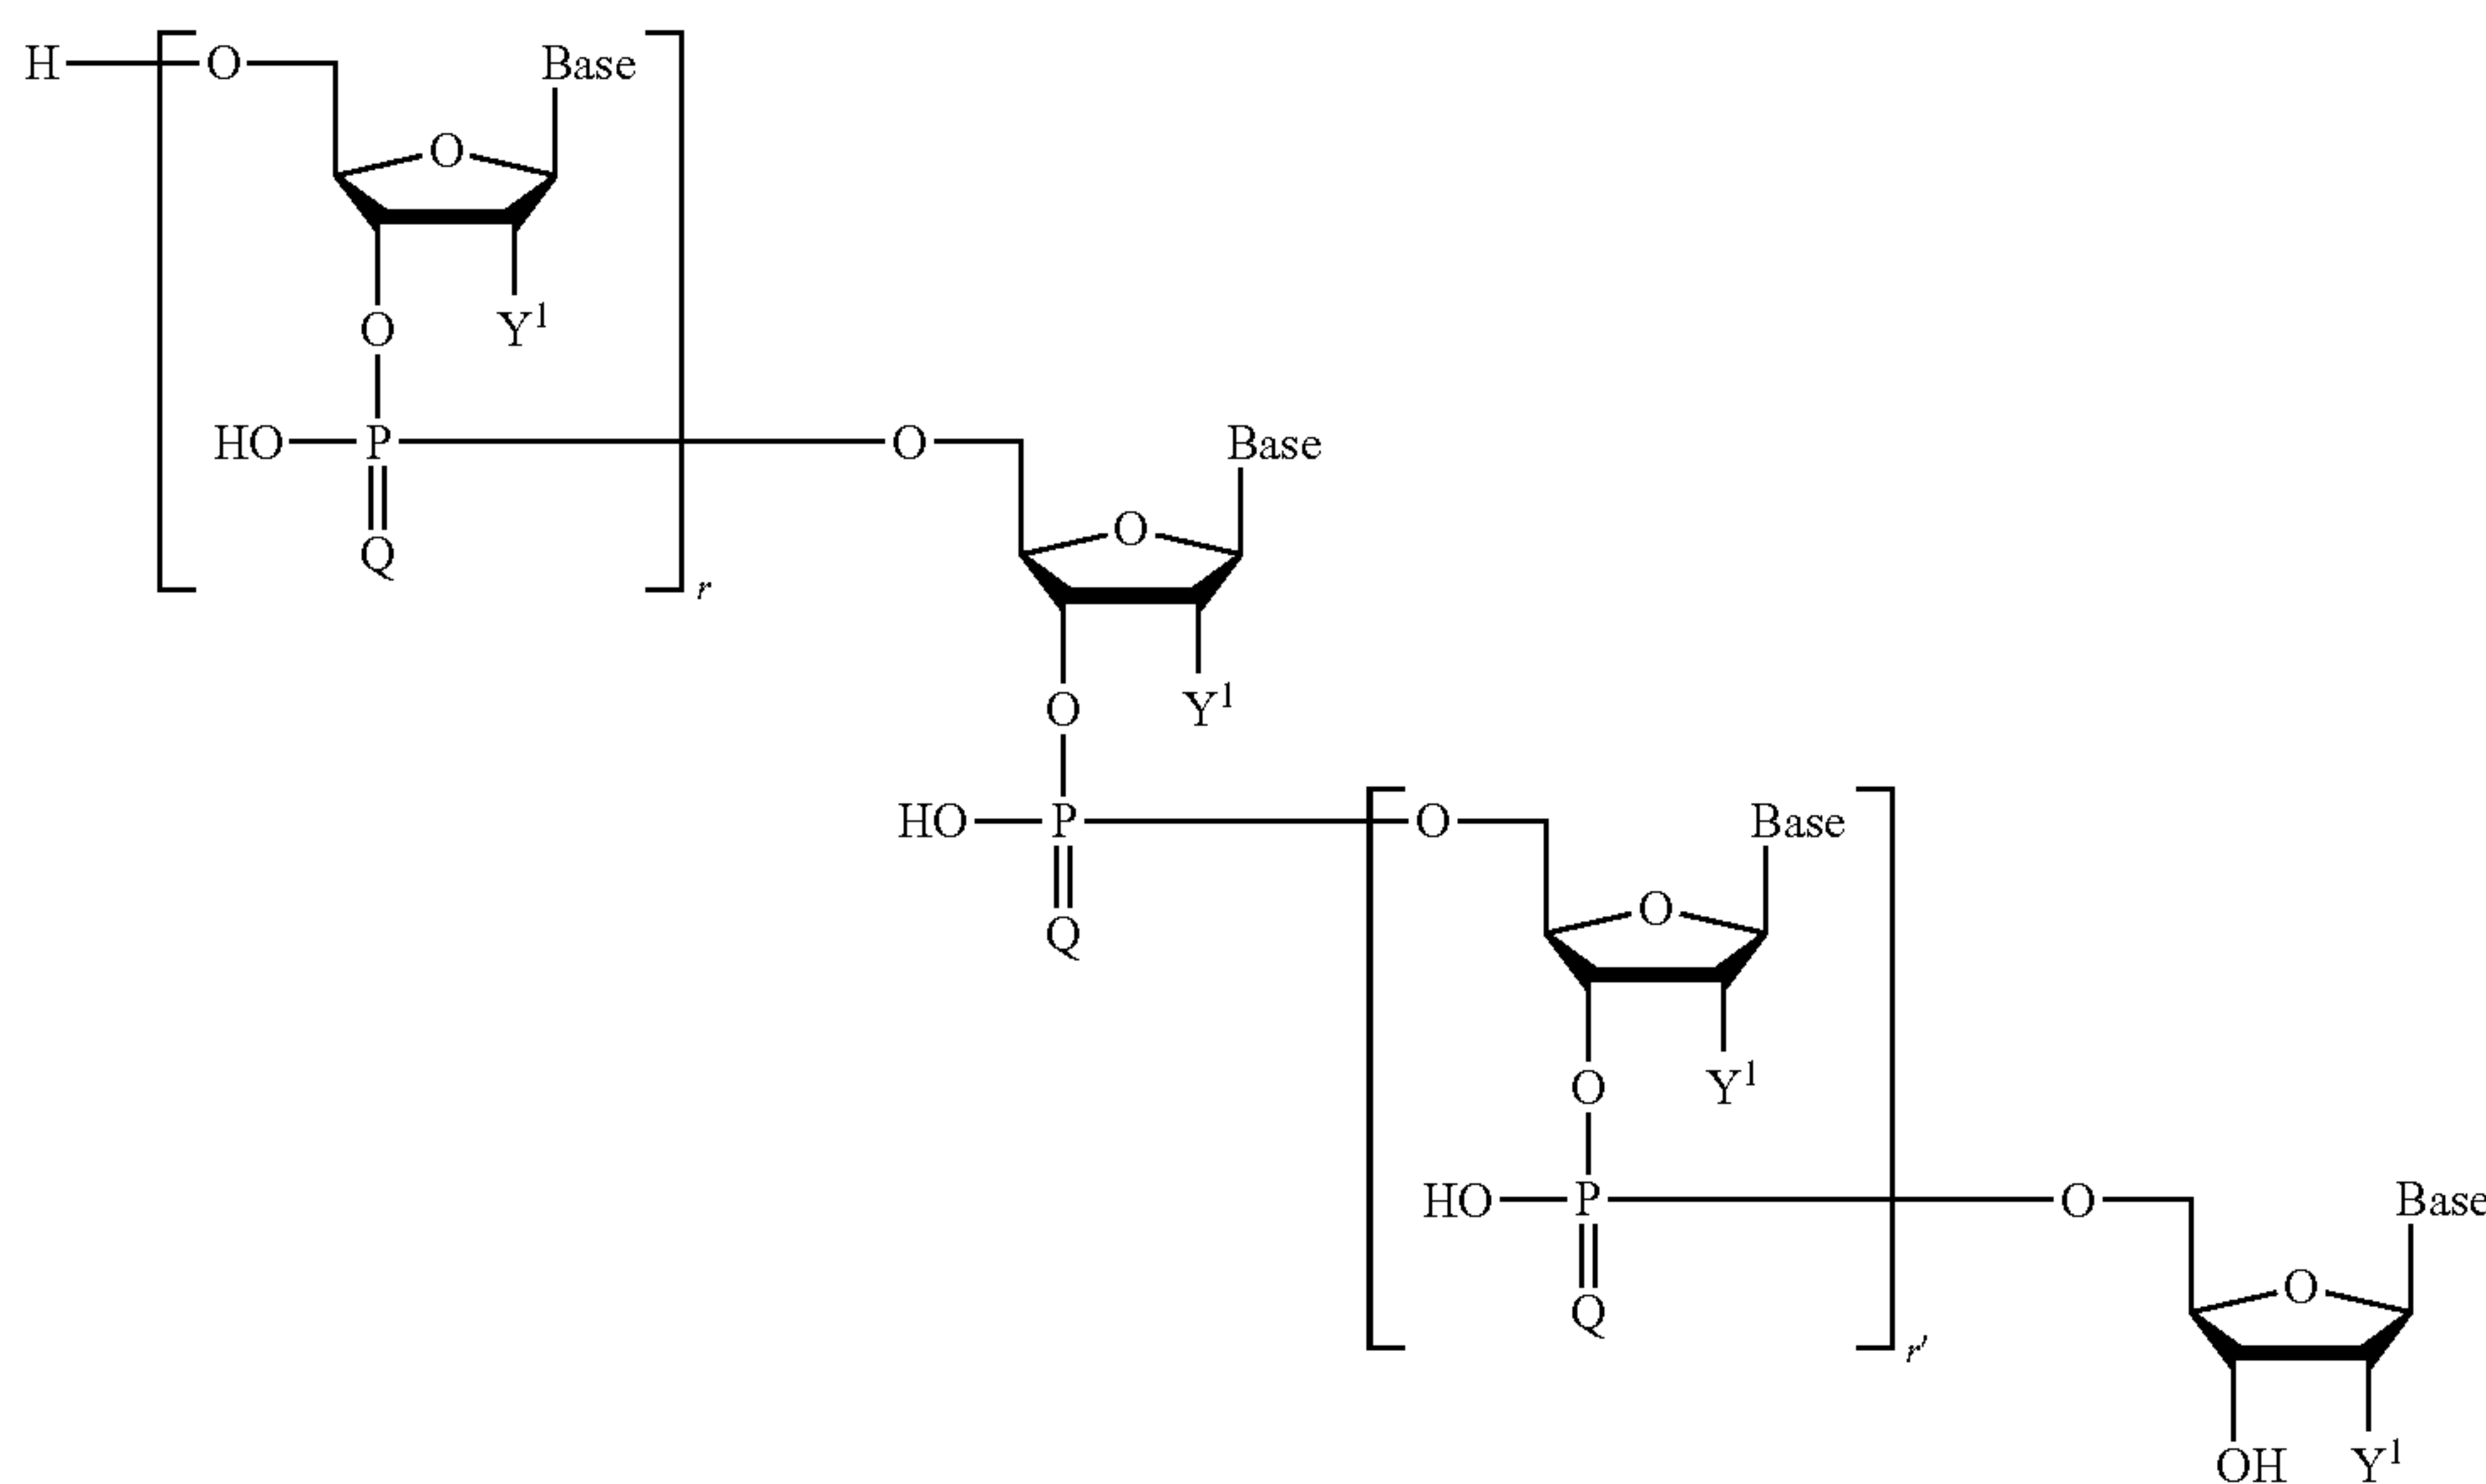 H O Base
O
O Y¹
HO P O Base
Q r
O
O Y¹
HO P O Base
Q O
O Y¹
HO P O Base
Q O
r'
OH Y¹